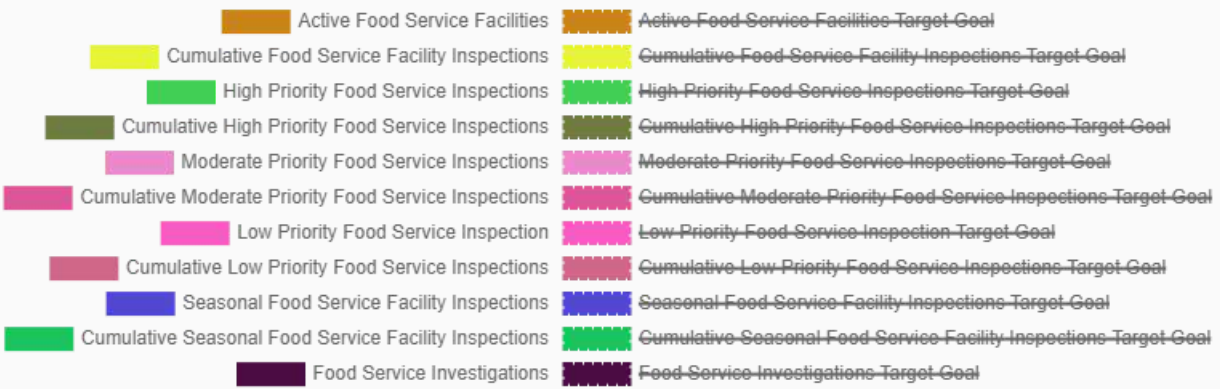 Active Food Service Facilities Active Food Service Facilities Target Goal
Cumulative Food Service Facility Inspections Cumulative Food Service Facility Inspections Target Goal
High Priority Food Service Inspections High Priority Food Service Inspections Target Goal
Cumulative High Priority Food Service Inspections Cumulative High Priority Food Service Inspections Target Goal
Moderate Priority Food Service Inspections Moderate Priority Food Service Inspections Target Goal
Cumulative Moderate Priority Food Service Inspections Cumulative Moderate Priority Food Service Inspections Target Goal
Low Priority Food Service Inspection Low Priority Food Service Inspection Target Goal
Cumulative Low Priority Food Service Inspections Cumulative Low Priority Food Service Inspections Target Goal
Seasonal Food Service Facility Inspections Seasonal Food Service Facility Inspections Target Goal
Cumulative Seasonal Food Service Facility Inspections Cumulative Seasonal Food Service Facility Inspections Target Goal
Food Service Investigations Food Service Investigations Target Goal